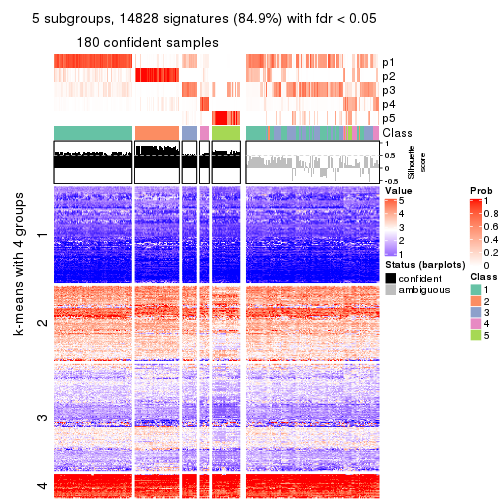 5 subgroups, 14828 signatures (84.9%) with fdr < 0.05
180 confident samples
p1
p2
p3
p4
p5
Class
1
0.5
0
-0.5
Silhouette
score
k-means with 4 groups
1
2
3
4
Value
5
4
3
2
1
Status (barplots)
confident
ambiguous
Prob
1
0.8
0.6
0.4
0.2
0
Class
1
2
3
4
5